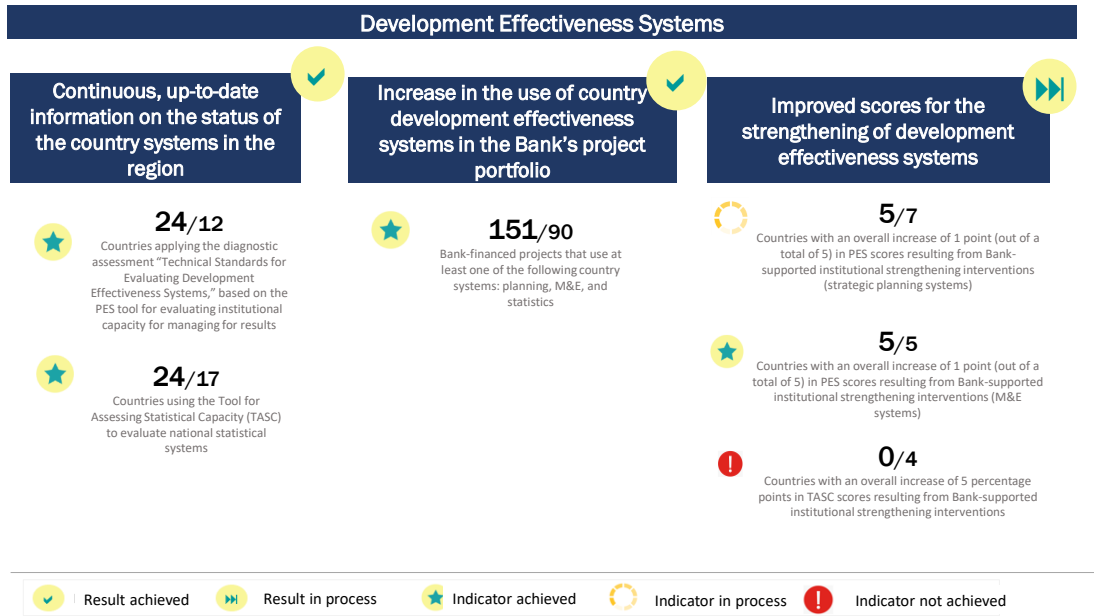 Development Effectiveness Systems
Continuous, up-to-date
information on the status of
the country systems in the
region
24/12
Countries applying the diagnostic
assessment “Technical Standards for
Evaluating Development
Effectiveness Systems,” based on the
PES tool for evaluating institutional
capacity for managing for results
24/17
Countries using the Tool for
Assessing Statistical Capacity (TASC)
to evaluate national statistical
systems
Increase in the use of country
development effectiveness
systems in the Bank’s project
portfolio
151/90
Bank-financed projects that use at
least one of the following country
systems: planning, M&E, and
statistics
Improved scores for the
strengthening of development
effectiveness systems
5/7
Countries with an overall increase of 1 point (out of a
total of 5) in PES scores resulting from Bank-
supported institutional strengthening interventions
(strategic planning systems)
5/5
Countries with an overall increase of 1 point (out of a
total of 5) in PES scores resulting from Bank-supported
institutional strengthening interventions (M&E
systems)
0/4
Countries with an overall increase of 5 percentage
points in TASC scores resulting from Bank-supported
institutional strengthening interventions
Result achieved
Result in process
Indicator achieved
Indicator in process
Indicator not achieved